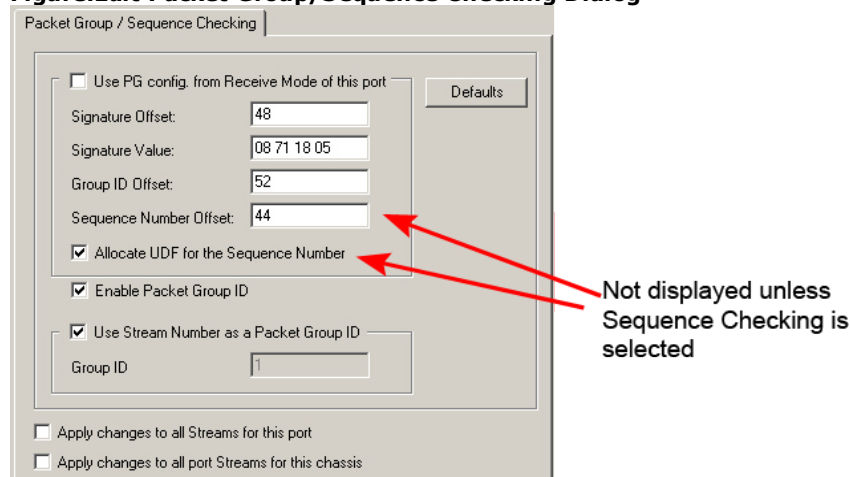 Packet Group / Sequence Checking
Use PG config. from Receive Mode of this port
Defaults
Signature Offset: 48
Signature Value: 08 71 18 05
Group ID Offset: 52
Sequence Number Offset: 44
Allocate UDF for the Sequence Number
Enable Packet Group ID
Use Stream Number as a Packet Group ID
Group ID 1
Not displayed unless
Sequence Checking is
selected
Apply changes to all Streams for this port
Apply changes to all port Streams for this chassis